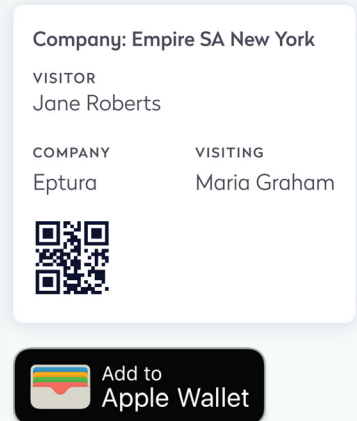 Company: Empire SA New York
VISITOR
Jane Roberts
COMPANY
VISITING
Eptura
Maria Graham
Add to
Apple Wallet